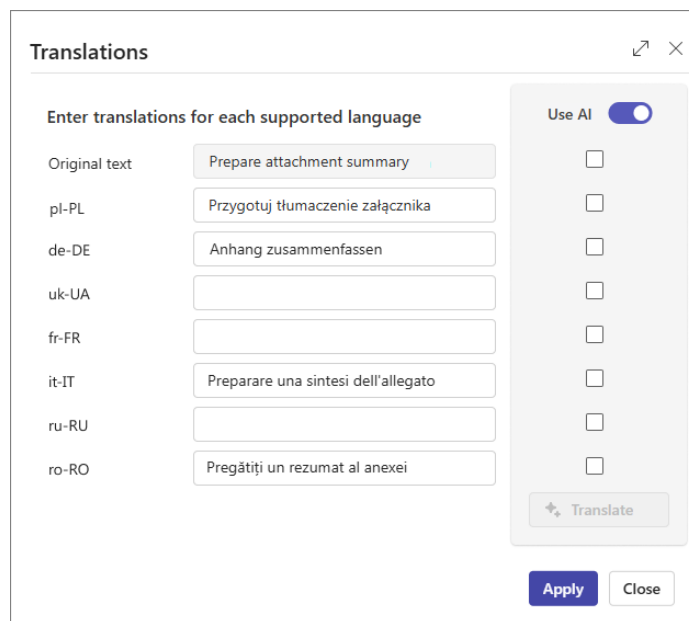 Translations
Enter translations for each supported language
Use AI
Original text
Prepare attachment summary
pl-PL
Przygotuj tłumaczenie załącznika
de-DE
Anhang zusammenfassen
uk-UA
fr-FR
it-IT
Preparare una sintesi dell'allegato
ru-RU
ro-RO
Pregătiți un rezumat al anexei
Translate
Apply
Close